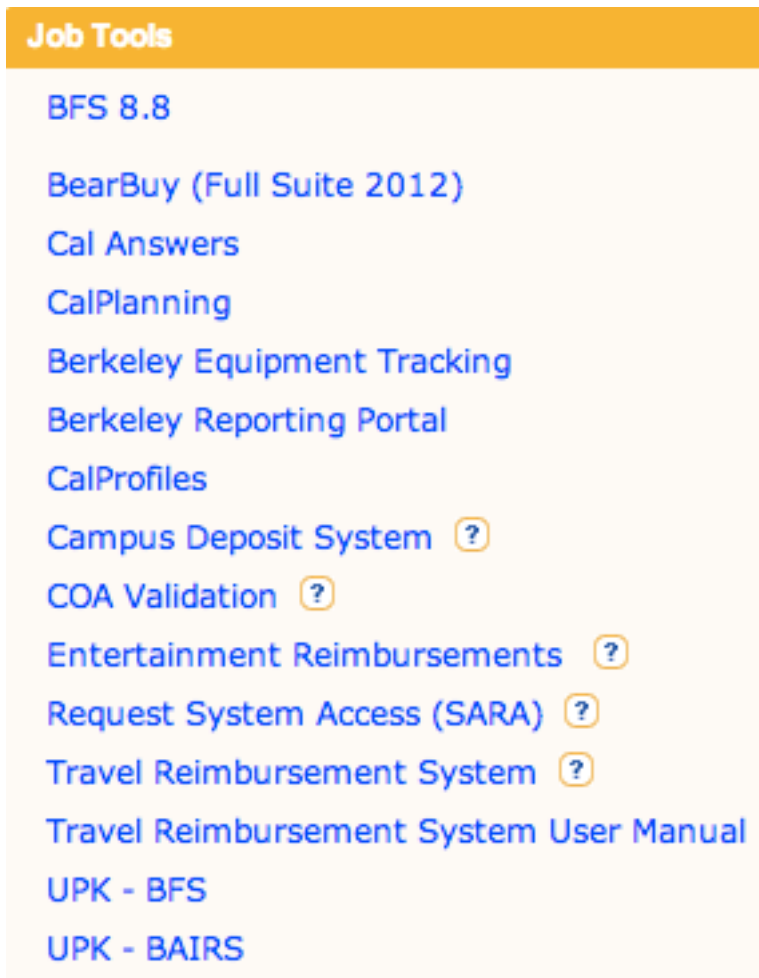 Job Tools
BFS 8.8
BearBuy (Full Suite 2012)
Cal Answers
CalPlanning
Berkeley Equipment Tracking
Berkeley Reporting Portal
CalProfiles
Campus Deposit System ?
COA Validation ?
Entertainment Reimbursements ?
Request System Access (SARA) ?
Travel Reimbursement System ?
Travel Reimbursement System User Manual
UPK - BFS
UPK - BAIRS